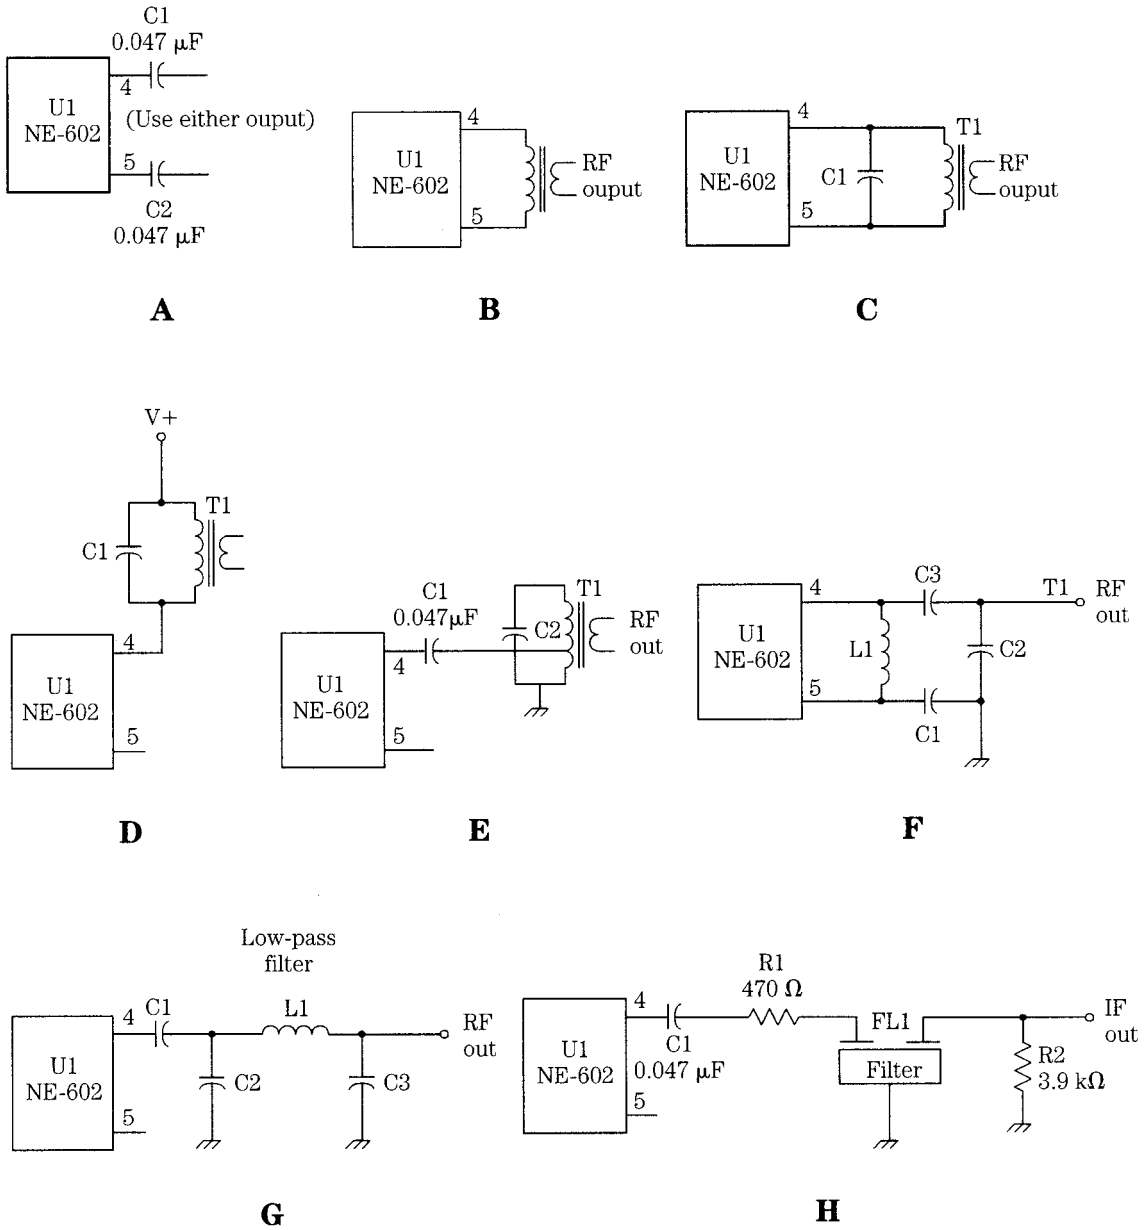 C1
0.047 μF
4
U1
NE-602
(Use either ouput)
5
C2
0.047 μF
A
4
U1
NE-602
RF
ouput
5
B
4
T1
U1
NE-602
C1
RF
ouput
5
C
V+
T1
C1
4
U1
NE-602
5
D
C1
0.047μF
T1
C2
RF
out
4
U1
NE-602
5
E
C3
4
T1
RF
out
U1
NE-602
L1
C2
5
C1
F
Low-pass
filter
4
C1
L1
RF
out
U1
NE-602
C2
C3
5
G
R1
470 Ω
4
C1
0.047 μF
FL1
IF
out
U1
NE-602
Filter
R2
3.9 kΩ
5
H